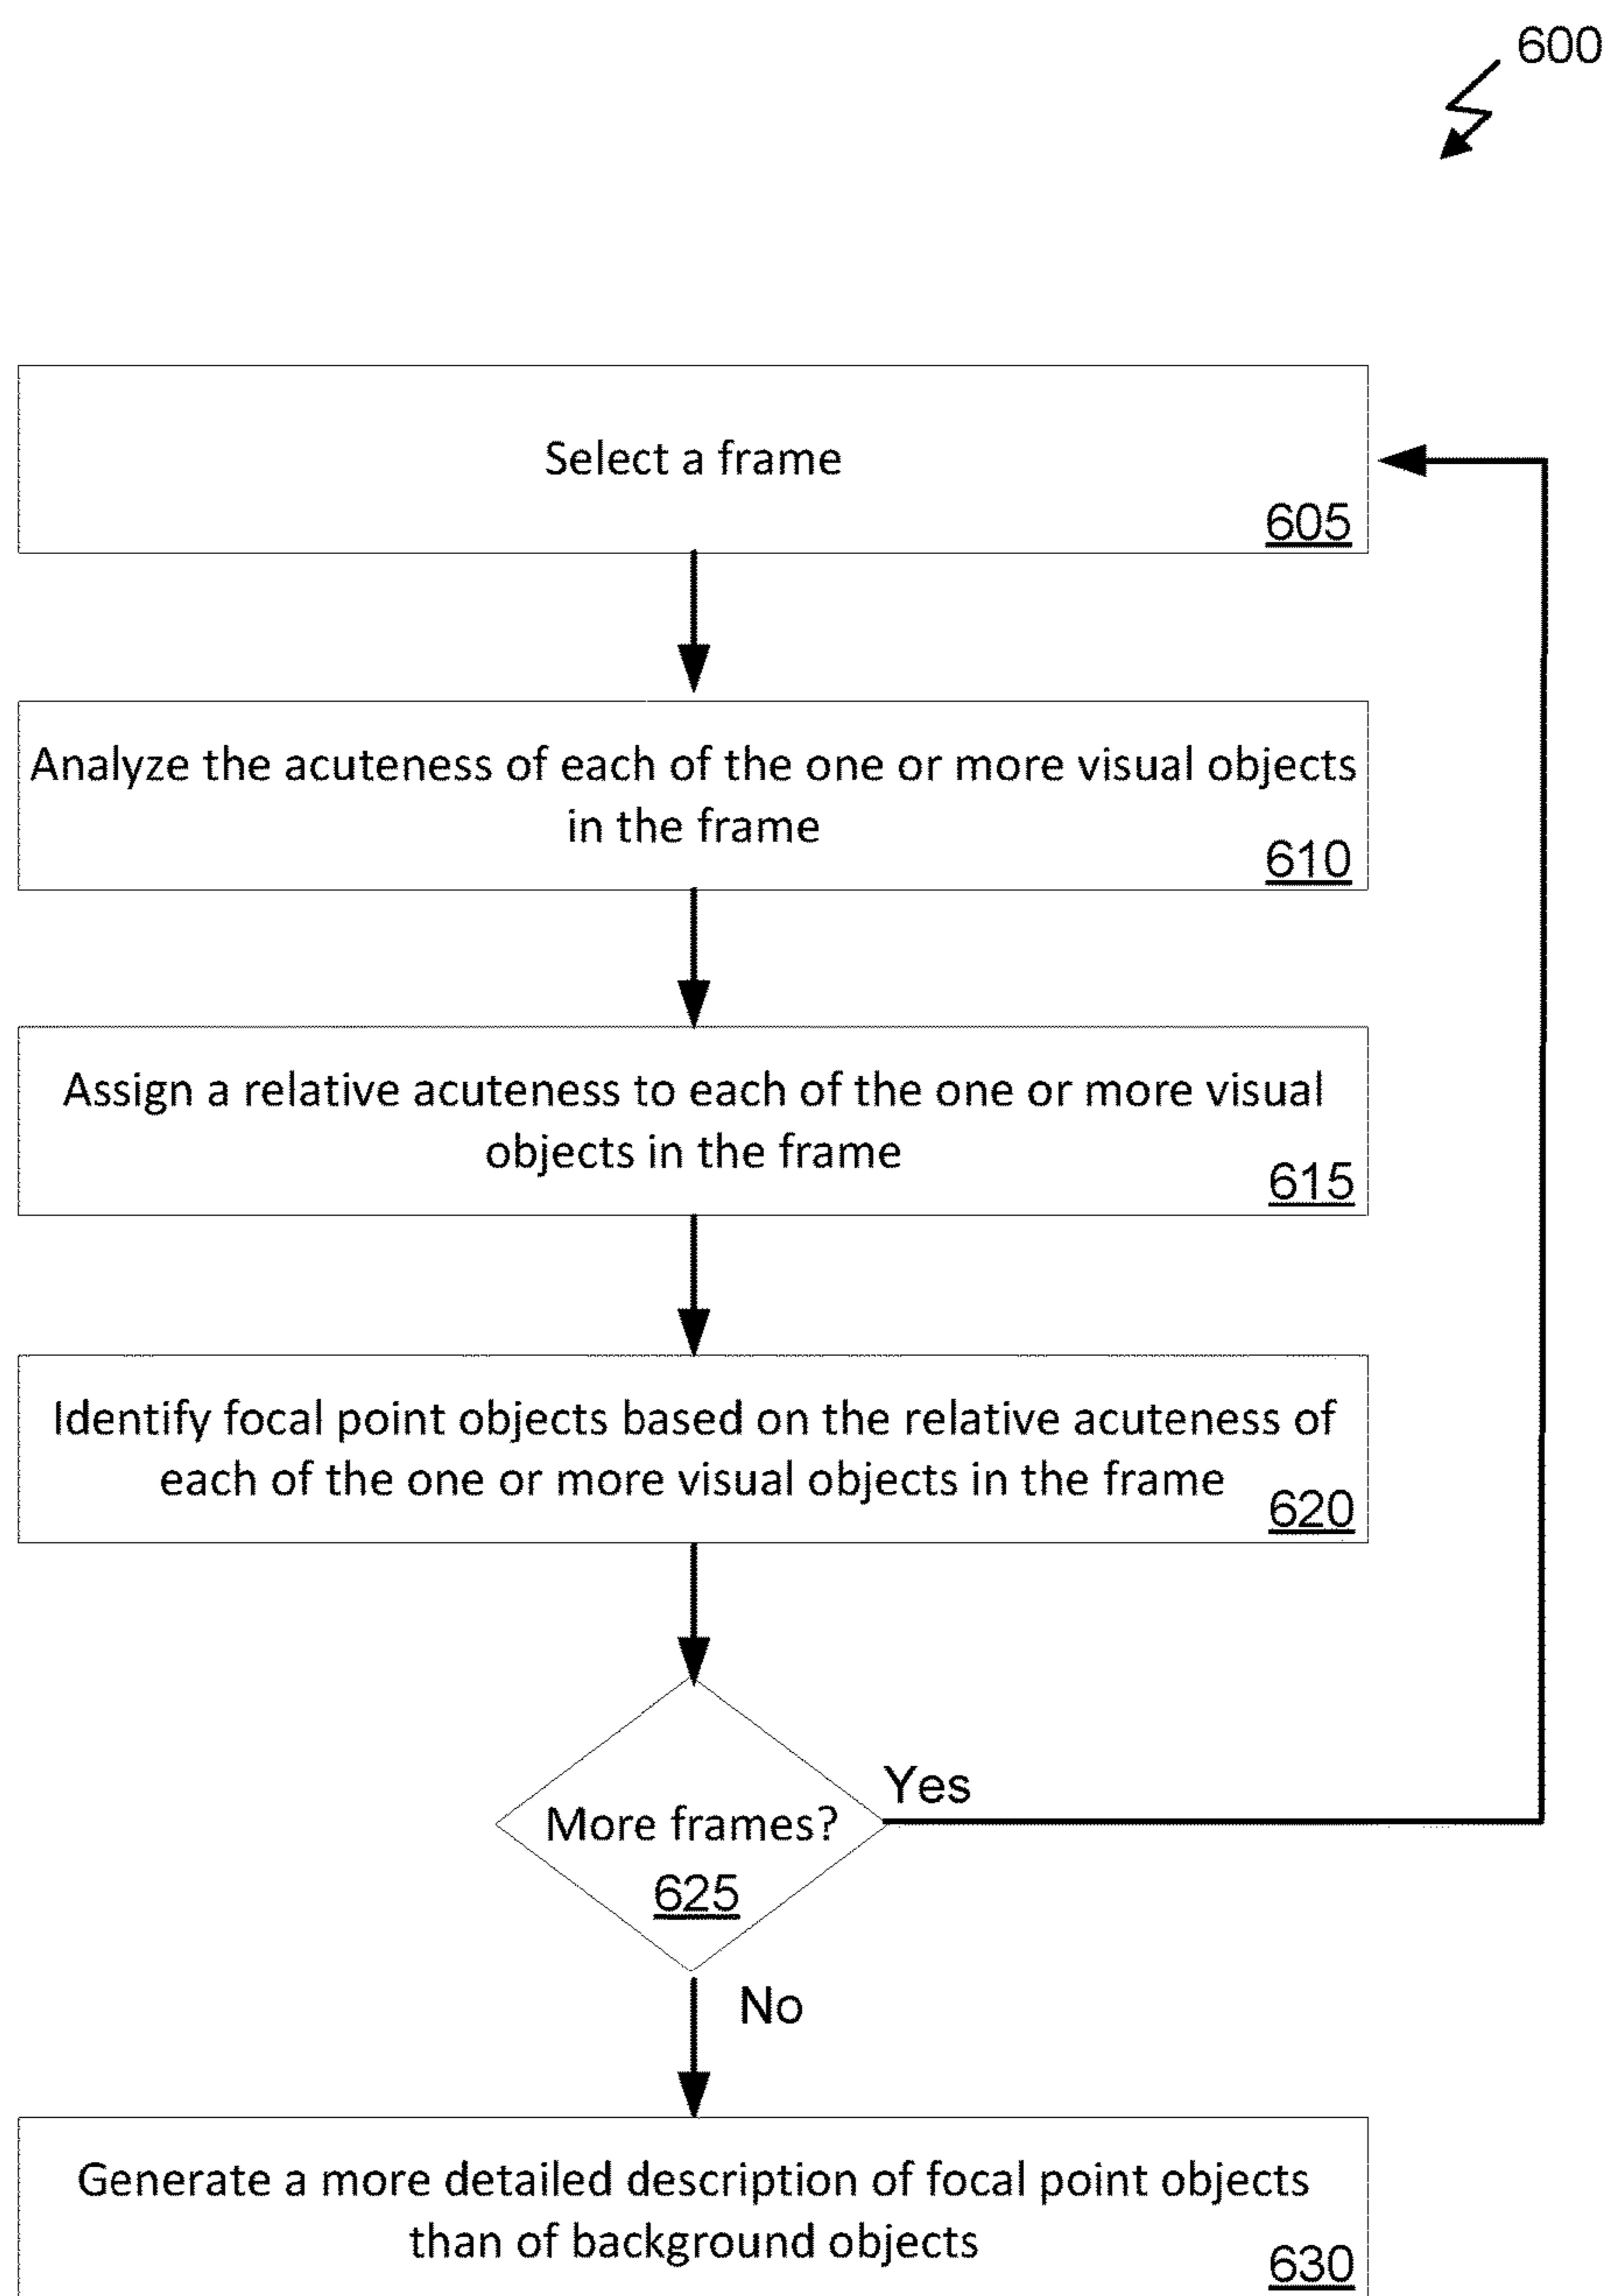 600
Select a frame
605
Analyze the acuteness of each of the one or more visual objects
in the frame
610
Assign a relative acuteness to each of the one or more visual
objects in the frame
615
Identify focal point objects based on the relative acuteness of
each of the one or more visual objects in the frame
620
More frames?
625
Yes
No
Generate a more detailed description of focal point objects
than of background objects
630